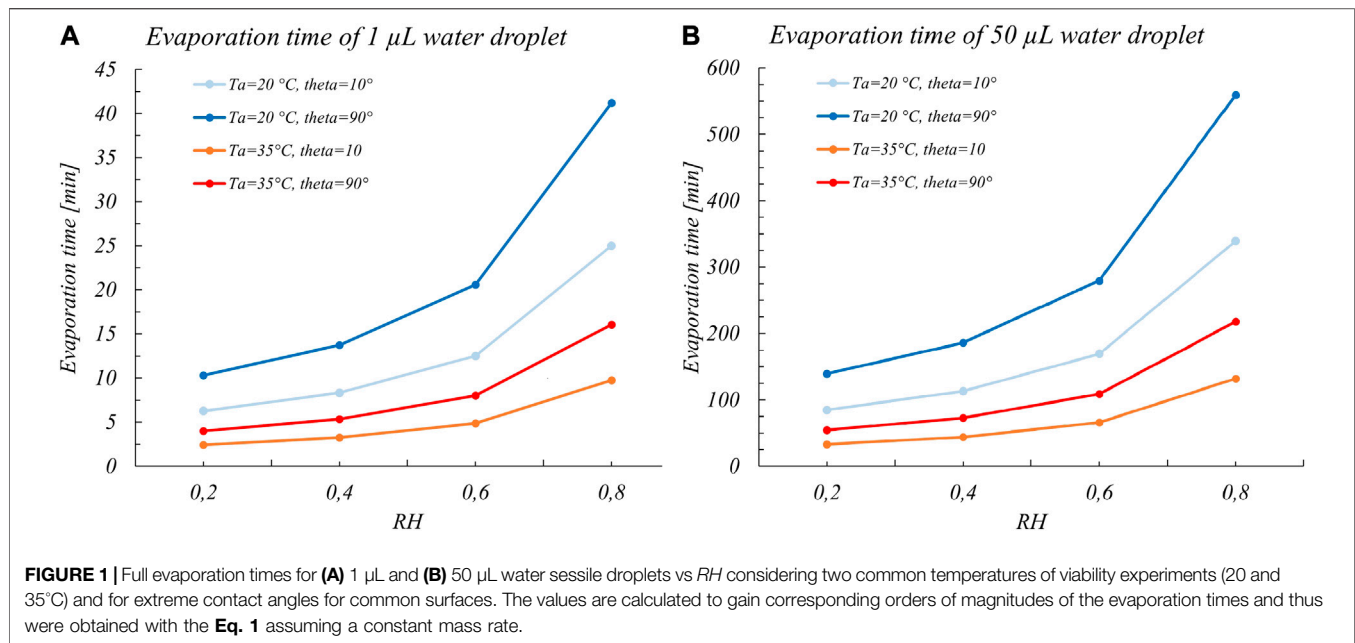 A Evaporation time of 1 µL water droplet
45
40
35
30
25
20
15
10
5
0
Evaporation time [min]
Ta=20 °C, theta=10°
Ta=20 °C, theta=90°
Ta=35°C, theta=10
Ta=35°C, theta=90°
0,2 0,4 0,6 0,8
RH
B Evaporation time of 50 µL water droplet
600
500
400
300
200
100
0
Evaporation time [min]
Ta=20 °C, theta=10°
Ta=20 °C, theta=90°
Ta=35°C, theta=10
Ta=35°C, theta=90°
0,2 0,4 0,6 0,8
RH
FIGURE 1 | Full evaporation times for (A) 1 µL and (B) 50 µL water sessile droplets vs RH considering two common temperatures of viability experiments (20 and
35°C) and for extreme contact angles for common surfaces. The values are calculated to gain corresponding orders of magnitudes of the evaporation times and thus
were obtained with the Eq. 1 assuming a constant mass rate.